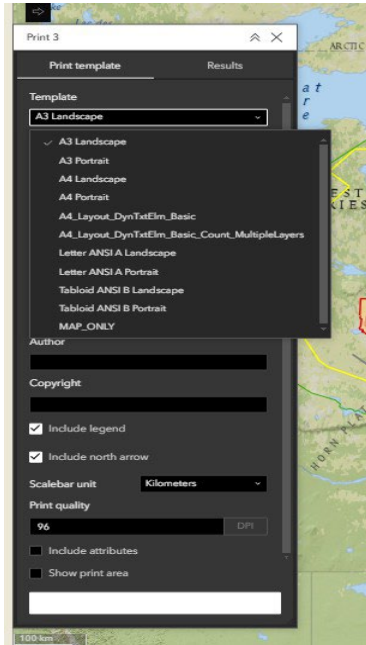 Print 3
ARCTIC
Print template
Results
Template
A3 Landscape
A3 Landscape
A3 Portrait
A4 Landscape
A4 Portrait
A4_Layout_DynTxtElm_Basic
A4_Layout_DynTxtElm_Basic_Count_MultipleLayers
Letter ANSI A Landscape
Letter ANSI A Portrait
Tabloid ANSI B Landscape
Tabloid ANSI B Portrait
MAP_ONLY
Author
Copyright
Include legend
Include north arrow
Scalebar unit
Kilometers
Print quality
96
DPI
Include attributes
Show print area
100 km
a t
r
e
E S T
I E S
HORN PLAT